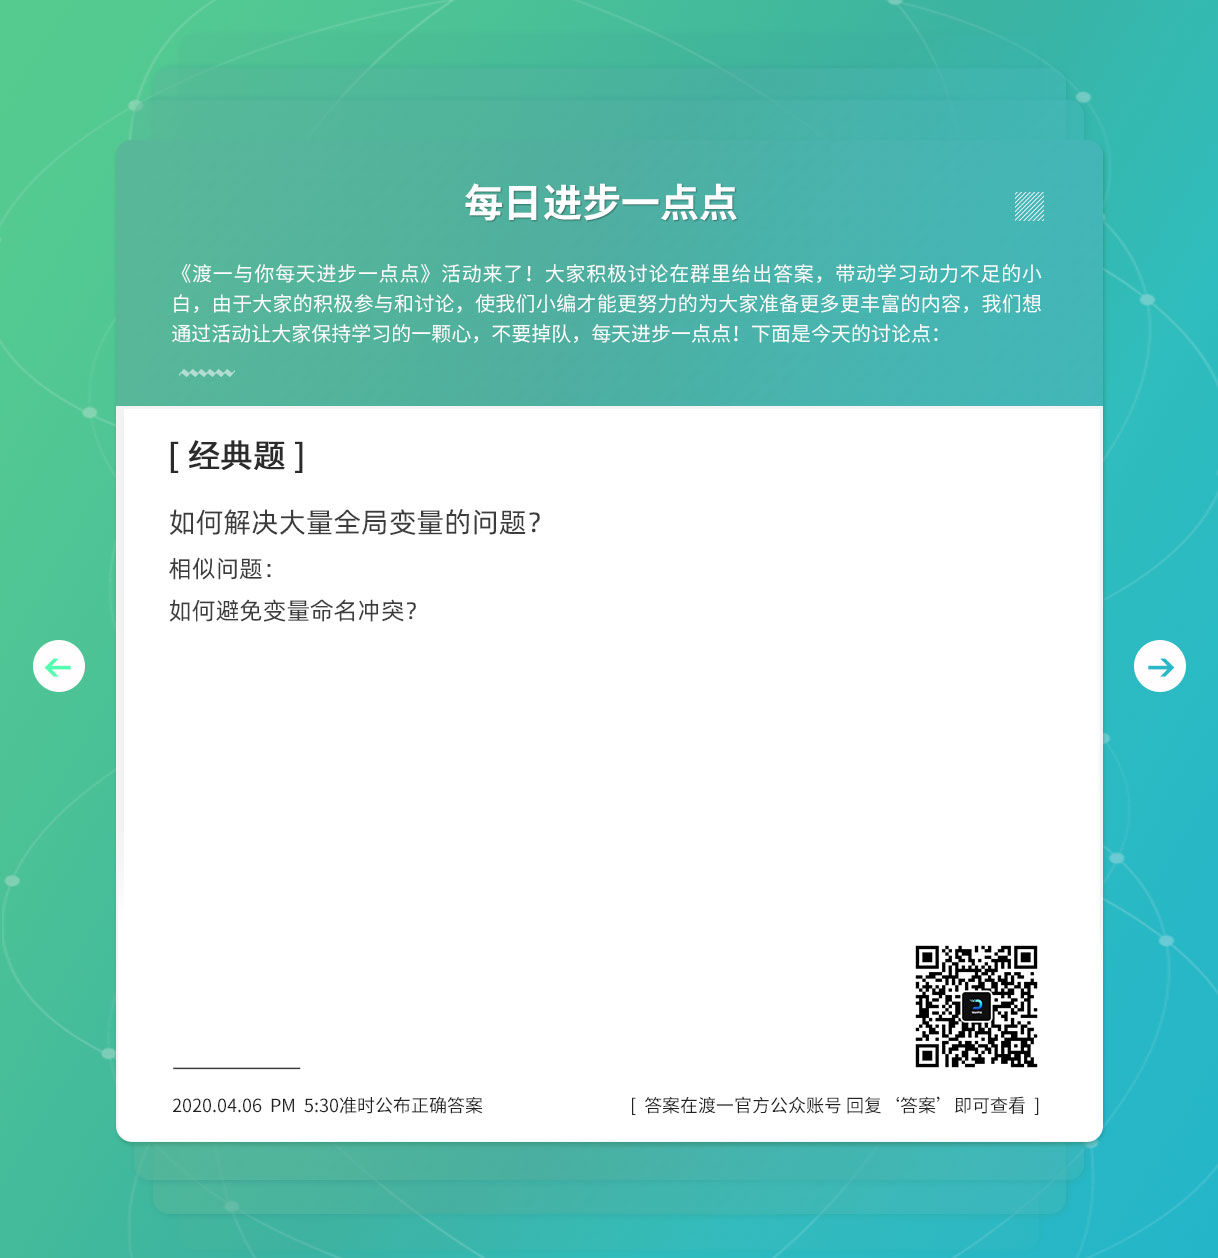 每日进步一点点
《渡一与你每天进步一点点》活动来了！大家积极讨论在群里给出答案，带动学习动力不足的小
白，由于大家的积极参与和讨论，使我们小编才能更努力的为大家准备更多更丰富的内容，我们想
通过活动让大家保持学习的一颗心，不要掉队，每天进步一点点！下面是今天的讨论点：
[ 经典题 ]
如何解决大量全局变量的问题？
相似问题：
如何避免变量命名冲突？
2020.04.06 PM 5:30准时公布正确答案
[ 答案在渡一官方公众账号 回复 ‘答案’ 即可查看 ]